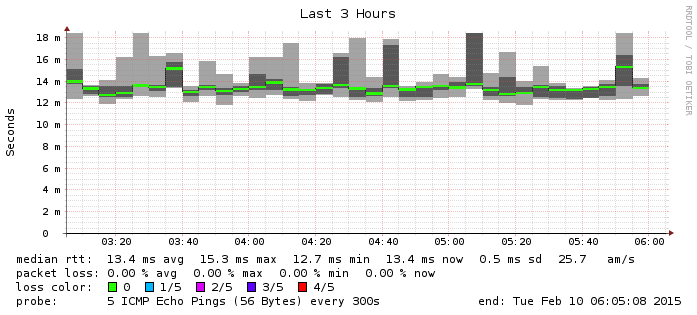 Last 3 Hours
RRDTOOL / TOBI OETIKER
Seconds
18 m
16 m
14 m
12 m
10 m
8 m
6 m
4 m
2 m
0
03:20 03:40 04:00 04:20 04:40 05:00 05:20 05:40 06:00
median rtt: 13.4 ms avg 15.3 ms max 12.7 ms min 13.4 ms now 0.5 ms sd 25.7 am/s
packet loss: 0.00 % avg 0.00 % max 0.00 % min 0.00 % now
loss color: 0 1/5 2/5 3/5 4/5
probe: 5 ICMP Echo Pings (56 Bytes) every 300s end: Tue Feb 10 06:05:08 2015